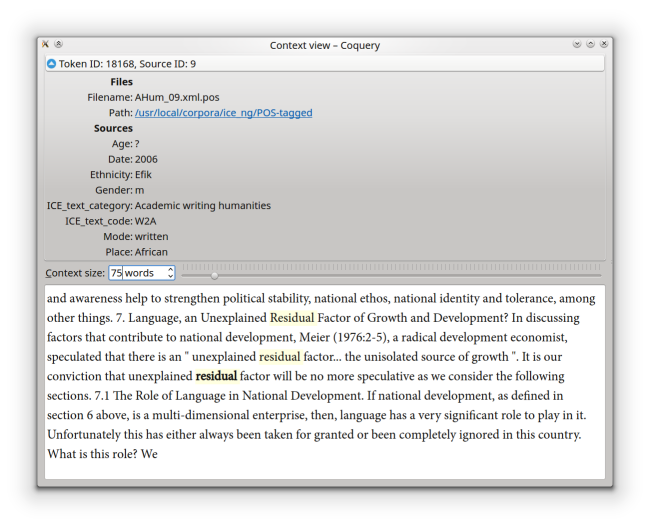 Context view – Coquery
Token ID: 18168, Source ID: 9
Files
Filename: AHum_09.xml.pos
Path: /usr/local/corpora/ice_ng/POS-tagged
Sources
Age: ?
Date: 2006
Ethnicity: Efik
Gender: m
ICE_text_category: Academic writing humanities
ICE_text_code: W2A
Mode: written
Place: African
Context size: 75 words
and awareness help to strengthen political stability, national ethos, national identity and tolerance, among
other things. 7. Language, an Unexplained Residual Factor of Growth and Development? In discussing
factors that contribute to national development, Meier (1976:2-5), a radical development economist,
speculated that there is an " unexplained residual factor... the unisolated source of growth ". It is our
conviction that unexplained residual factor will be no more speculative as we consider the following
sections. 7.1 The Role of Language in National Development. If national development, as defined in
section 6 above, is a multi-dimensional enterprise, then, language has a very significant role to play in it.
Unfortunately this has either always been taken for granted or been completely ignored in this country.
What is this role? We